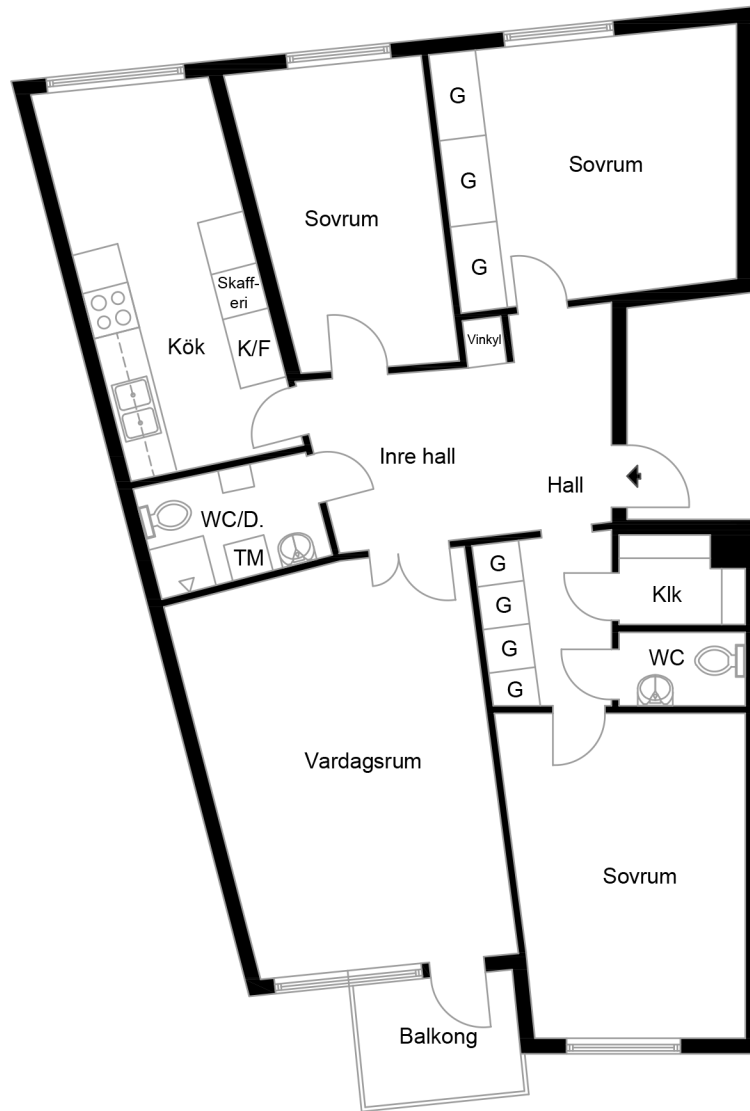 G
Sovrum
G
Sovrum
G
Skaff-
eri
Vinkyl
Kök
K/F
Inre hall
Hall
WC/D.
TM
G
Klk
G
G
WC
G
Vardagsrum
Sovrum
Balkong